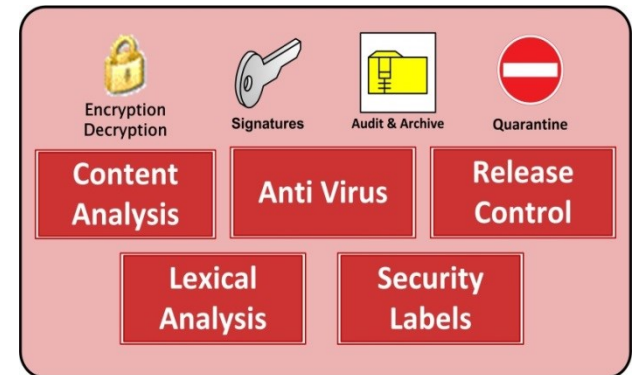 Encryption
Decryption
Signatures
Audit & Archive
Quarantine
Content
Analysis
Anti Virus
Release
Control
Lexical
Analysis
Security
Labels